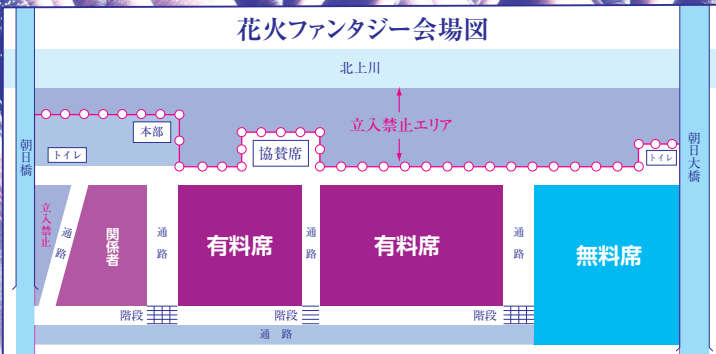 花火ファンタジー会場図
北上川
立入禁止エリア
本部
協賛席
トイレ
トイレ
朝日橋
朝日大橋
立入禁止
通路
関係者
通路
有料席
通路
有料席
通路
無料席
階段
階段
階段
通路